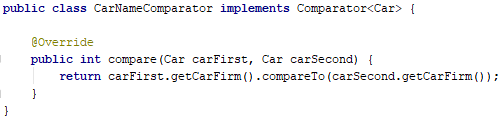 public class CarNameComparator implements Comparator<Car> {
@Override
public int compare(Car carFirst, Car carSecond) {
return carFirst.getCarFirm().compareTo(carSecond.getCarFirm());
}
}